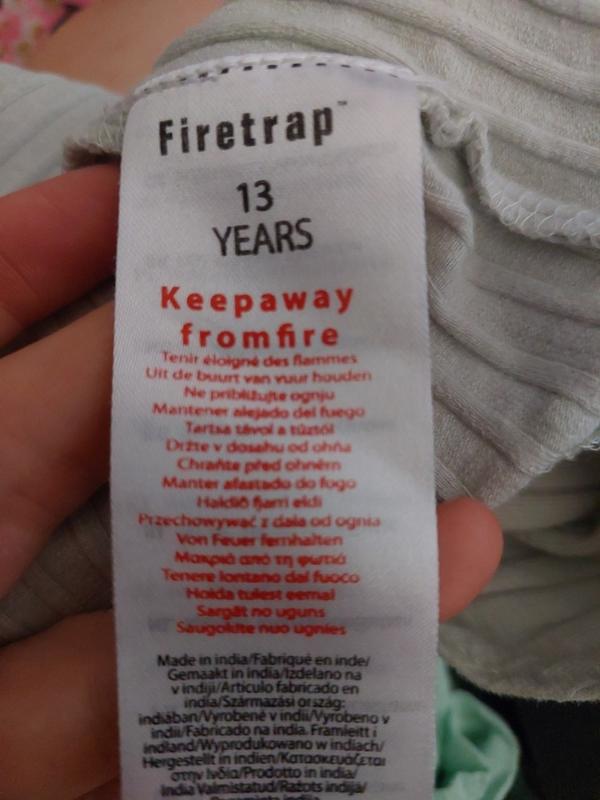 Firetrap™
13
YEARS
Keepaway
fromfire
Tenir éloigné des flammes
Uit de buurt van vuur houden
Ne približujte ognju
Mantener alejado del fuego
Tartsa távol a tűztől
Držte v dosahu od ohňa
Chraňte před ohněm
Manter afastado do fogo
Haldið fjarri eldi
Przechowywać z dala od ognia
Von Feuer fernhalten
Μακριά από τη φωτιά
Tenere lontano dal fuoco
Hoida tulest eemal
Sargāt no uguns
Saugokite nuo ugnies
Made in india/Fabriqué en inde/
Gemaakt in india/Izdelano na
v indiji/Artículo fabricado en
india/Származási ország:
indiában/Vyrobené v indii/Vyrobeno v
indii/Fabricado na india. Framleitt i
indland/Wyprodukowano w indiach/
Hergestellt in indien/Κατασκευάζεται
στην Ινδία/Prodotto in india/
India Valmistatud/Ražots indijā/